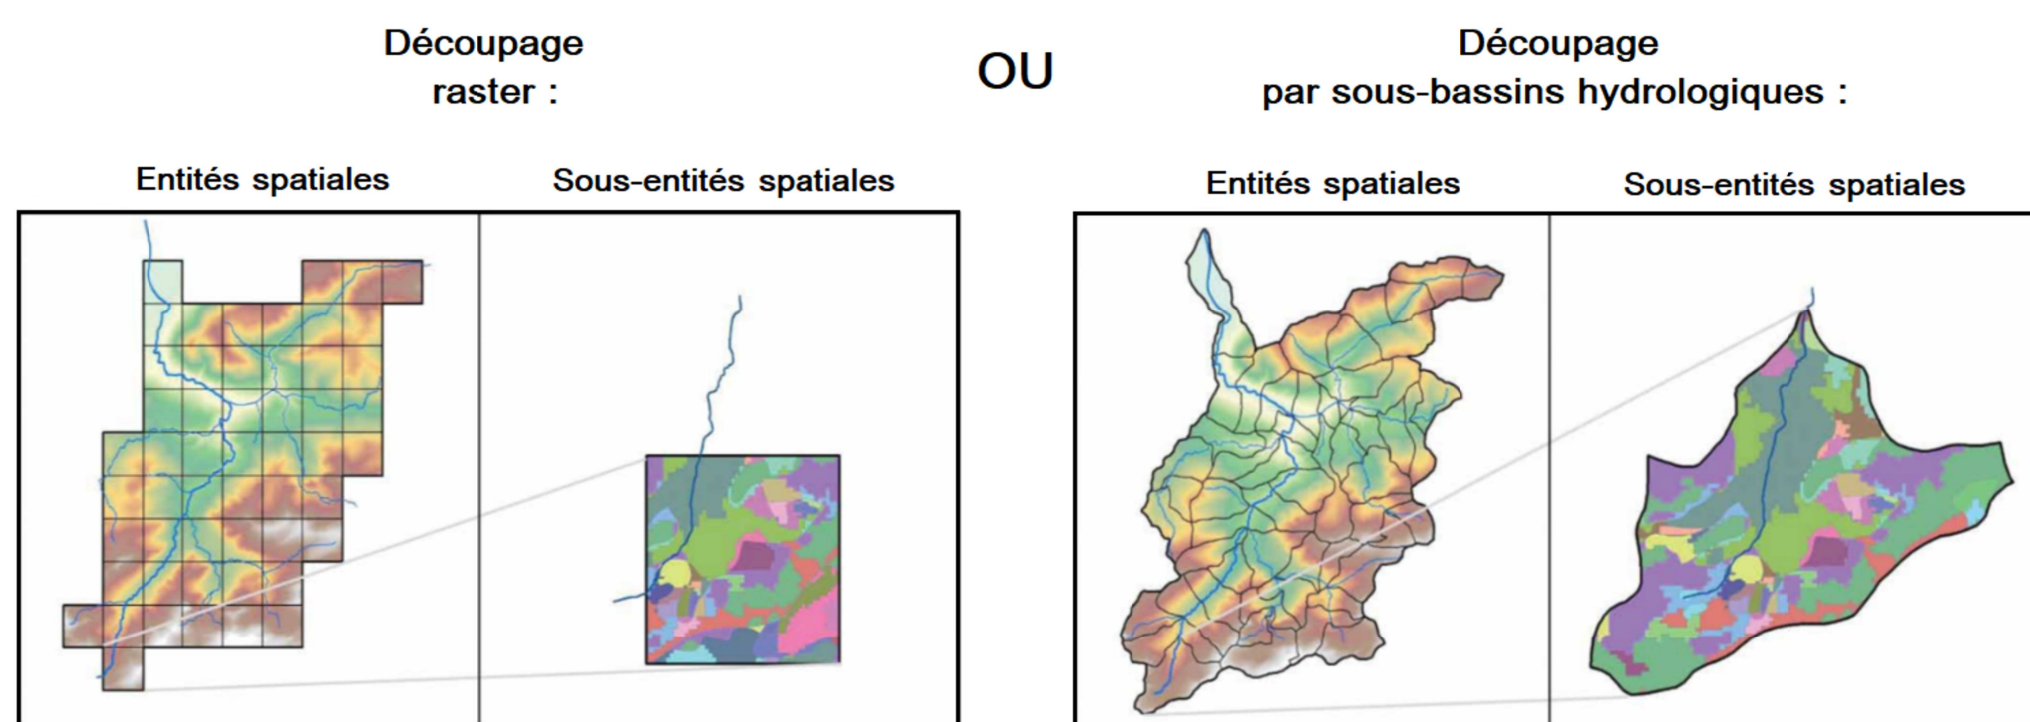 Découpage
raster :
OU
Découpage
par sous-bassins hydrologiques :
Entités spatiales
Sous-entités spatiales
Entités spatiales
Sous-entités spatiales